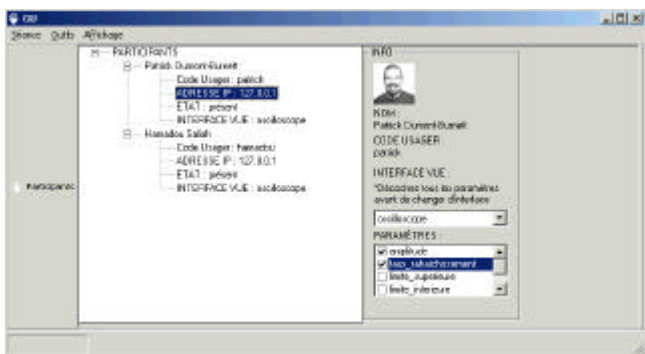 GUI
Séance Outils Affichage
PARTICIPANTS
Patrick Dumont-Burnett
Code Usager : patrick
ADRESSE IP : 127.0.0.1
ETAT : présent
INTERFACE VUE : oscilloscope
Hamadou Saliah
Code Usager : hamadou
ADRESSE IP : 127.0.0.1
ETAT : présent
INTERFACE VUE : oscilloscope
Participants
INFO
NOM :
Patrick Dumont-Burnett
CODE USAGER :
patrick
INTERFACE VUE :
*Décochez tous les paramètres
avant de changer d'interface
oscilloscope
PARAMÈTRES :
amplitude
taux_rafraichissement
limite_superieure
limite_inferieure